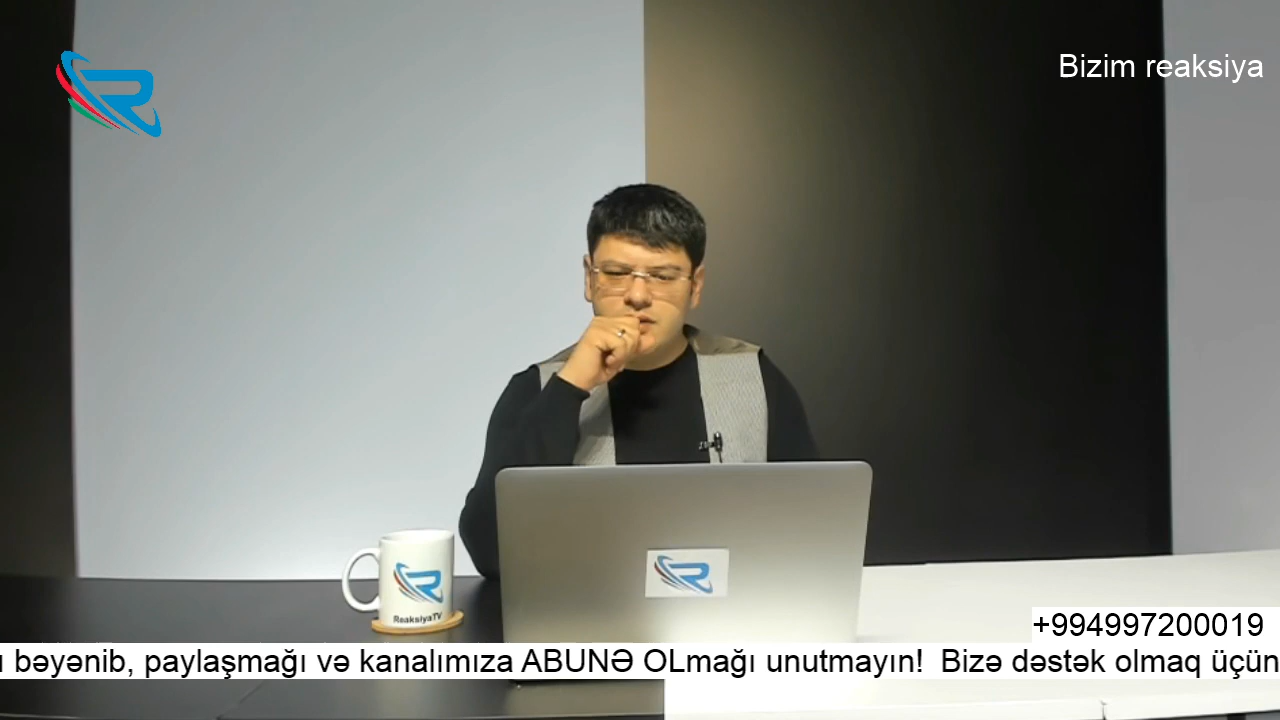 Bizim reaksiya
R
R
R
ReaksiyaTV
+994997200019
bəyənib, paylaşmağı və kanalımıza ABUNƏ OLmağı unutmayın! Bizə dəstək olmaq üçün